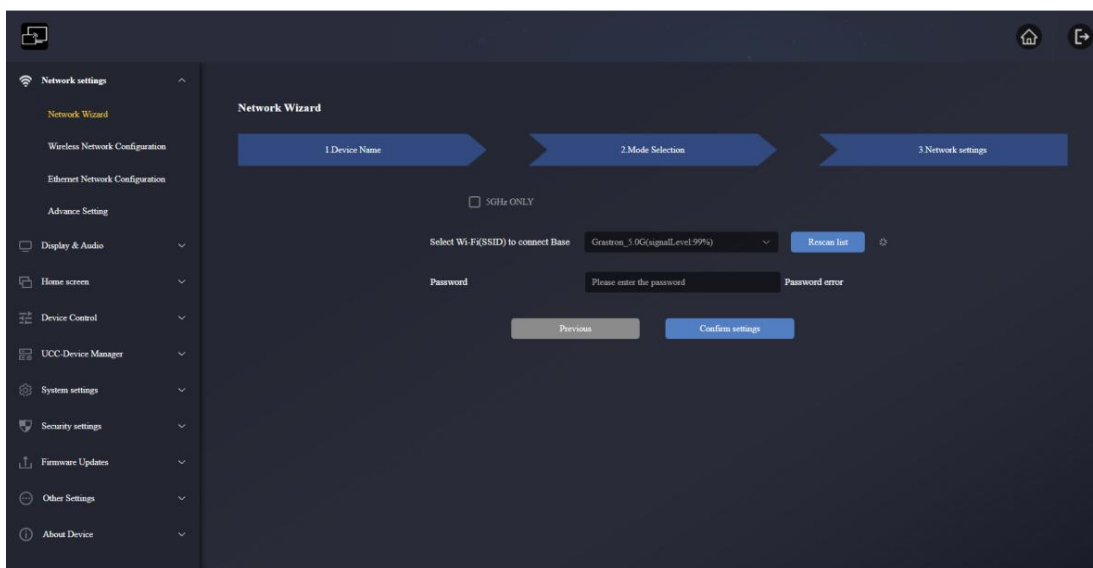 Network settings
Network Wizard
Wireless Network Configuration
Ethernet Network Configuration
Advance Setting
Display & Audio
Home screen
Device Control
UCC-Device Manager
System settings
Security settings
Firmware Updates
Other Settings
About Device
Network Wizard
1.Device Name
2.Mode Selection
3.Network settings
5GHz ONLY
Select Wi-Fi(SSID) to connect Base Grastron_5.0G(signalLevel:99%) Rescan list
Password Please enter the password Password error
Previous Confirm settings